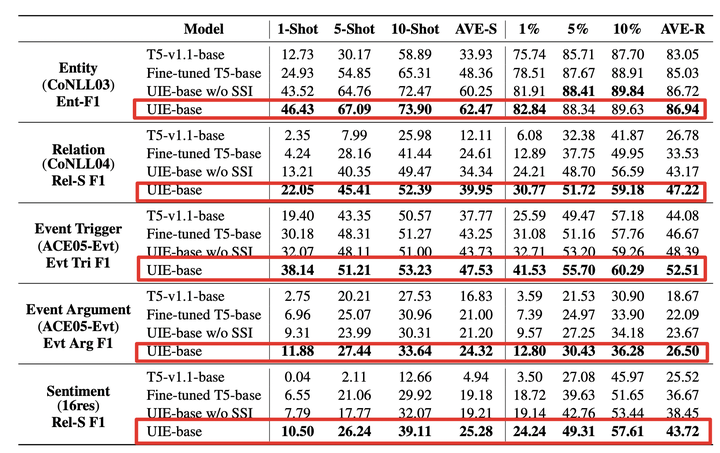 Model 1-Shot 5-Shot 10-Shot AVE-S 1% 5% 10% AVE-R
Entity (CoNLL03) Ent-F1
T5-v1.1-base 12.73 30.17 58.89 33.93 75.74 85.71 87.70 83.05
Fine-tuned T5-base 24.93 54.85 65.31 48.36 78.51 87.67 88.91 85.03
UIE-base w/o SSI 43.52 64.76 72.47 60.25 81.91 88.41 89.84 86.72
UIE-base 46.43 67.09 73.90 62.47 82.84 88.34 89.63 86.94
Relation (CoNLL04) Rel-S F1
T5-v1.1-base 2.35 7.99 25.98 12.11 6.08 32.38 41.87 26.78
Fine-tuned T5-base 4.24 28.16 41.44 24.61 12.89 37.75 49.95 33.53
UIE-base w/o SSI 13.21 40.35 49.47 34.34 24.21 48.70 56.59 43.17
UIE-base 22.05 45.41 52.39 39.95 30.77 51.72 59.18 47.22
Event Trigger (ACE05-Evt) Evt Tri F1
T5-v1.1-base 19.40 43.35 50.57 37.77 25.59 49.47 57.18 44.08
Fine-tuned T5-base 30.18 48.31 51.27 43.25 31.08 51.16 57.76 46.67
UIE-base w/o SSI 32.07 48.11 51.00 43.73 32.71 53.20 59.26 48.39
UIE-base 38.14 51.21 53.23 47.53 41.53 55.70 60.29 52.51
Event Argument (ACE05-Evt) Evt Arg F1
T5-v1.1-base 2.75 20.21 27.53 16.83 3.59 21.53 30.90 18.67
Fine-tuned T5-base 6.96 25.07 30.96 21.00 7.39 24.97 33.90 22.09
UIE-base w/o SSI 9.31 23.99 30.31 21.20 9.57 27.25 34.18 23.67
UIE-base 11.88 27.44 33.64 24.32 12.80 30.43 36.28 26.50
Sentiment (16res) Rel-S F1
T5-v1.1-base 0.04 2.11 12.66 4.94 3.50 27.08 45.97 25.52
Fine-tuned T5-base 6.55 21.06 29.92 19.18 18.72 39.63 51.65 36.67
UIE-base w/o SSI 7.79 17.77 32.07 19.21 19.14 42.76 53.44 38.45
UIE-base 10.50 26.24 39.11 25.28 24.24 49.31 57.61 43.72